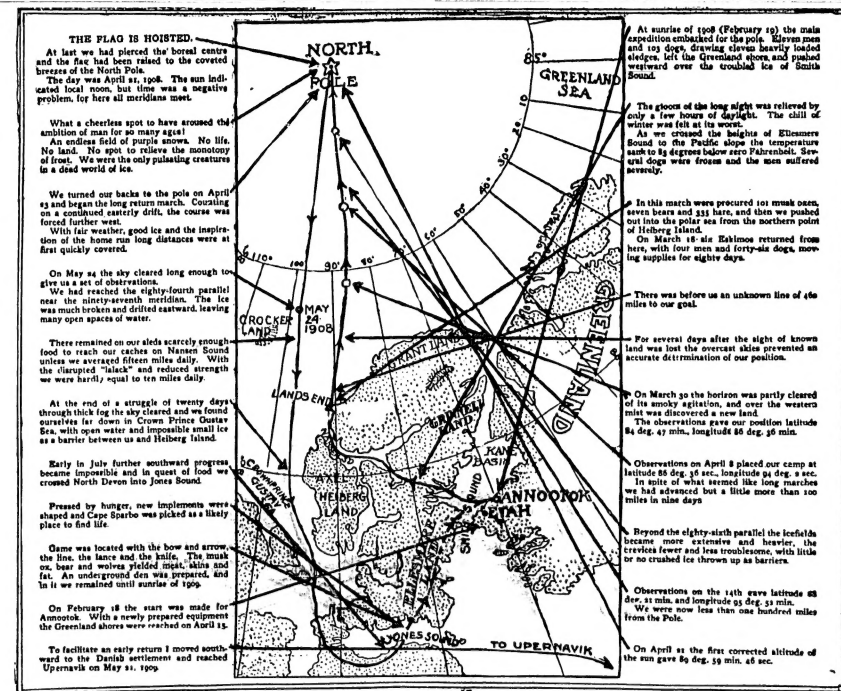 THE FLAG IS HOISTED.
At last we had pierced the boreal centre
and the flag had been raised to the coveted
breezes of the North Pole.
The day was April 21, 1908. The sun indi-
cated local noon, but time was a negative
problem, for here all meridians meet.
What a cheerless spot to have aroused the
ambition of man for so many ages!
An endless field of purple snows. No life.
No land. No spot to relieve the monotony
of frost. We were the only pulsating creatures
in a dead world of ice.
We turned our backs to the pole on April
23 and began the long return march. Counting
on a continued easterly drift, the course was
forced further west.
With fair weather, good ice and the inspira-
tion of the home run long distances were at
first quickly covered.
On May 24 the sky cleared long enough to
give us a set of observations.
We had reached the eighty-fourth parallel
near the ninety-seventh meridian. The ice
was much broken and drifted eastward, leaving
many open spaces of water.
There remained on our sleds scarcely enough
food to reach our caches on Nansen Sound
unless we averaged fifteen miles daily. With
the disrupted "lalack" and reduced strength
we were hardly equal to ten miles daily.
At the end of a struggle of twenty days
through thick fog the sky cleared and we found
ourselves far down in Crown Prince Gustav
Sea, with open water and impossible small ice
as a barrier between us and Heiberg Island.
Early in July further southward progress
became impossible and in quest of food we
crossed North Devon into Jones Sound.
Pressed by hunger, new implements were
shaped and Cape Sparbo was picked as a likely
place to find life.
Game was located with the bow and arrow,
the line, the lance and the knife. The musk
ox, bear and wolves yielded meat, skins and
fat. An underground den was prepared, and
in it we remained until sunrise of 1909.
On February 18 the start was made for
Annootok. With a newly prepared equipment
the Greenland shores were reached on April 15.
To facilitate an early return I moved south-
ward to the Danish settlement and reached
Upernavik on May 21, 1909.
NORTH
POLE
85°
GREENLAND
SEA
10
20
30°
40°
50°
60°
70°
80°
90°
100
110°
MAY
24
1908
CROCKER
LAND
GRANT LAND
LANDS END
GREENLAND
GRINNELL
LAND
KANE
BASIN
AXEL
HEIBERG
LAND
CROWN PRINCE
GUSTAV
SEA
ANNOOTOK
ETAH
SMITH SOUND
ELLESMERE
LAND
JONES SOUND
TO UPERNAVIK
At sunrise of 1908 (February 19) the main
expedition embarked for the pole. Eleven men
and 103 dogs, drawing eleven heavily loaded
sledges, left the Greenland shore, and pushed
westward over the troubled ice of Smith
Sound.
The gloom of the long night was relieved by
only a few hours of daylight. The chill of
winter was felt at its worst.
As we crossed the heights of Ellesmere
Sound to the Pacific slope the temperature
sank to 83 degrees below zero Fahrenheit. Sev-
eral dogs were frozen and the men suffered
severely.
In this match were procured 101 musk oxen,
seven bears and 335 hare, and then we pushed
out into the polar sea from the northern point
of Heiberg Island.
On March 18 six Eskimos returned from
here, with four men and forty-six dogs, mov-
ing supplies for eighty days.
There was before us an unknown line of 460
miles to our goal.
For several days after the sight of known
land was lost the overcast skies prevented an
accurate determination of our position.
On March 30 the horizon was partly cleared
of its smoky agitation, and over the western
mist was discovered a new land.
The observations gave our position latitude
84 deg. 47 min., longitude 86 deg. 36 min.
Observations on April 8 placed our camp at
latitude 86 deg. 36 sec., longitude 94 deg. 2 sec.
In spite of what seemed like long marches
we had advanced but a little more than 100
miles in nine days
Beyond the eighty-sixth parallel the icefields
became more extensive and heavier, the
crevices fewer and less troublesome, with little
or no crushed ice thrown up as barriers.
Observations on the 14th gave latitude 88
deg. 21 min. and longitude 95 deg. 52 min.
We were now less than one hundred miles
from the Pole.
On April 21 the first corrected altitude of
the sun gave 89 deg. 59 min. 46 sec.